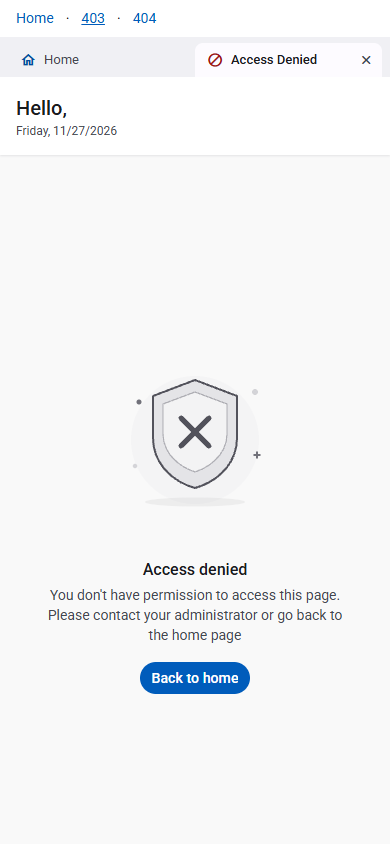 Home · 403 · 404
Home Access Denied
Hello,
Friday, 11/27/2026
Access denied
You don't have permission to access this page.
Please contact your administrator or go back to
the home page
Back to home